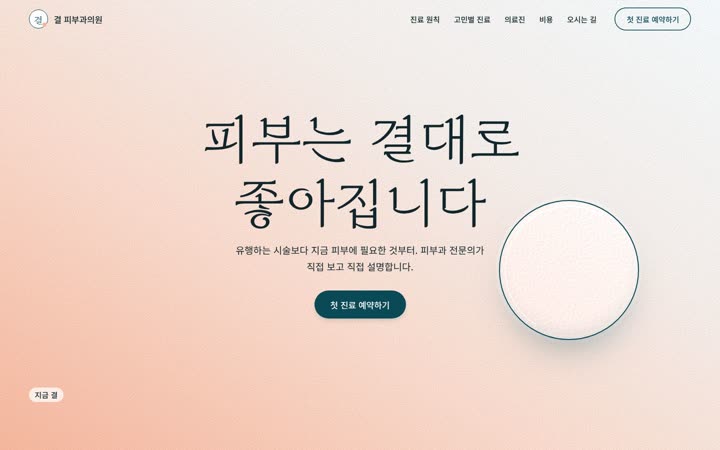 결
결 피부과의원
진료 원칙
고민별 진료
의료진
비용
오시는 길
첫 진료 예약하기
피부는 결대로
좋아집니다
유행하는 시술보다 지금 피부에 필요한 것부터. 피부과 전문의가
직접 보고 직접 설명합니다.
첫 진료 예약하기
지금 결